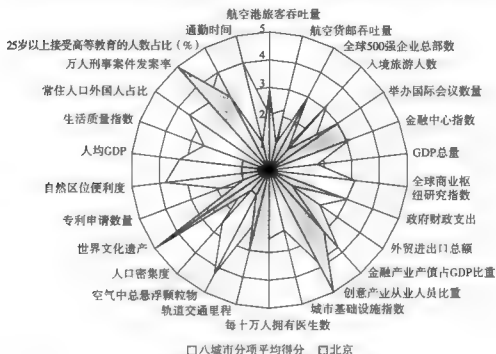 航空港旅客吞吐量
通勤时间
航空货邮吞吐量
25岁以上接受高等教育的人数占比(%)
全球500强企业总部数
万人刑事案件发案率
入境旅游人数
常住人口外国人占比
举办国际会议数量
生活质量指数
金融中心指数
人均GDP
GDP总量
自然区位便利度
全球商业枢
纽研究指数
专利申请数量
政府财政支出
世界文化遗产
外贸进出口总额
人口密集度
金融产业产值占GDP比重
空气中总悬浮颗粒物
创意产业从业人员比重
轨道交通里程
城市基础设施指数
每十万人拥有医生数
5
4
3
2
□八城市分项平均得分 □北京